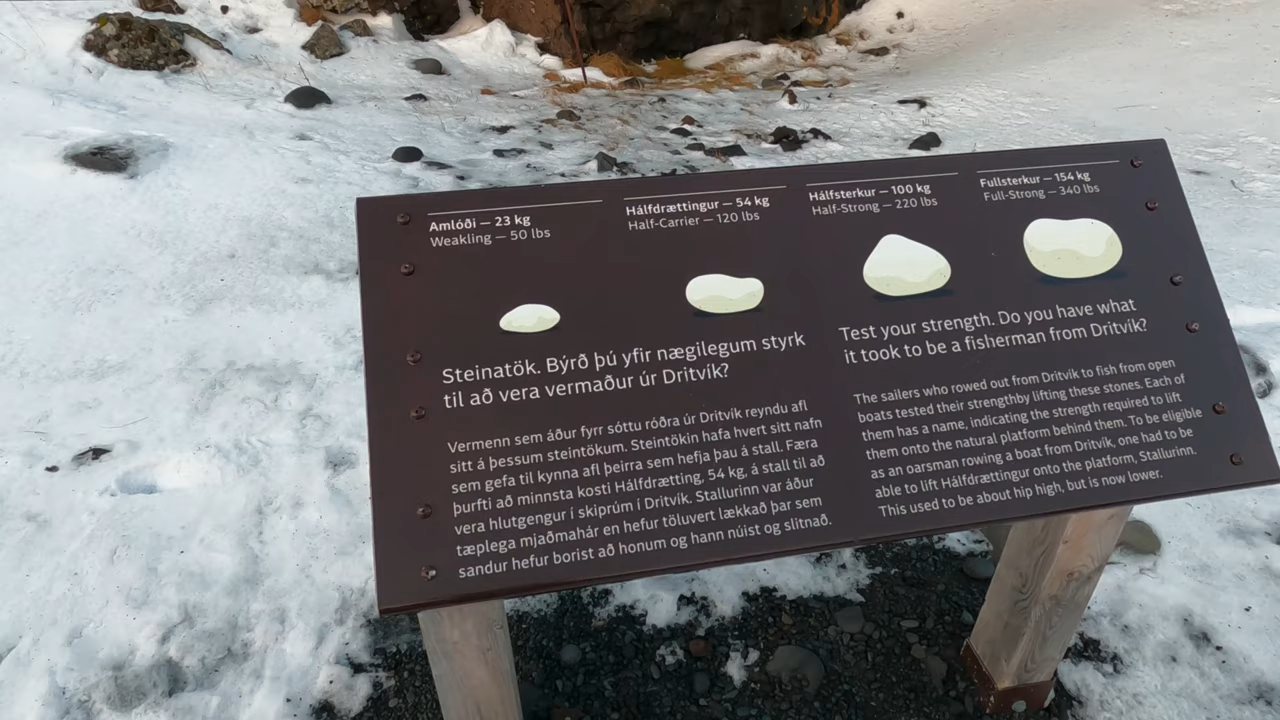 Amlóði — 23 kg
Weakling — 50 lbs
Hálfdrættingur — 54 kg
Half-Carrier — 120 lbs
Hálfsterkur — 100 kg
Half-Strong — 220 lbs
Fullsterkur — 154 kg
Full-Strong — 340 lbs
Steinatök. Býrð þú yfir nægilegum styrk
til að vera vermaður úr Dritvík?
Vermenn sem áður fyrr sóttu róðra úr Dritvík reyndu afl
sitt á þessum steintökum. Steintökin hafa hvert sitt nafn
sem gefa til kynna afl þeirra sem hefja þau á stall. Færa
þurfti að minnsta kosti Hálfdrætting, 54 kg, á stall til að
vera hlutgengur í skiprúm í Dritvík. Stallurinn var áður
tæplega mjaðmahár en hefur töluvert lækkað þar sem
sandur hefur borist að honum og hann núist og slitnað.
Test your strength. Do you have what
it took to be a fisherman from Dritvík?
The sailers who rowed out from Dritvík to fish from open
boats tested their strengthby lifting these stones. Each of
them has a name, indicating the strength required to lift
them onto the natural platform behind them. To be eligible
as an oarsman rowing a boat from Dritvík, one had to be
able to lift Hálfdrættingur onto the platform, Stallurinn.
This used to be about hip high, but is now lower.